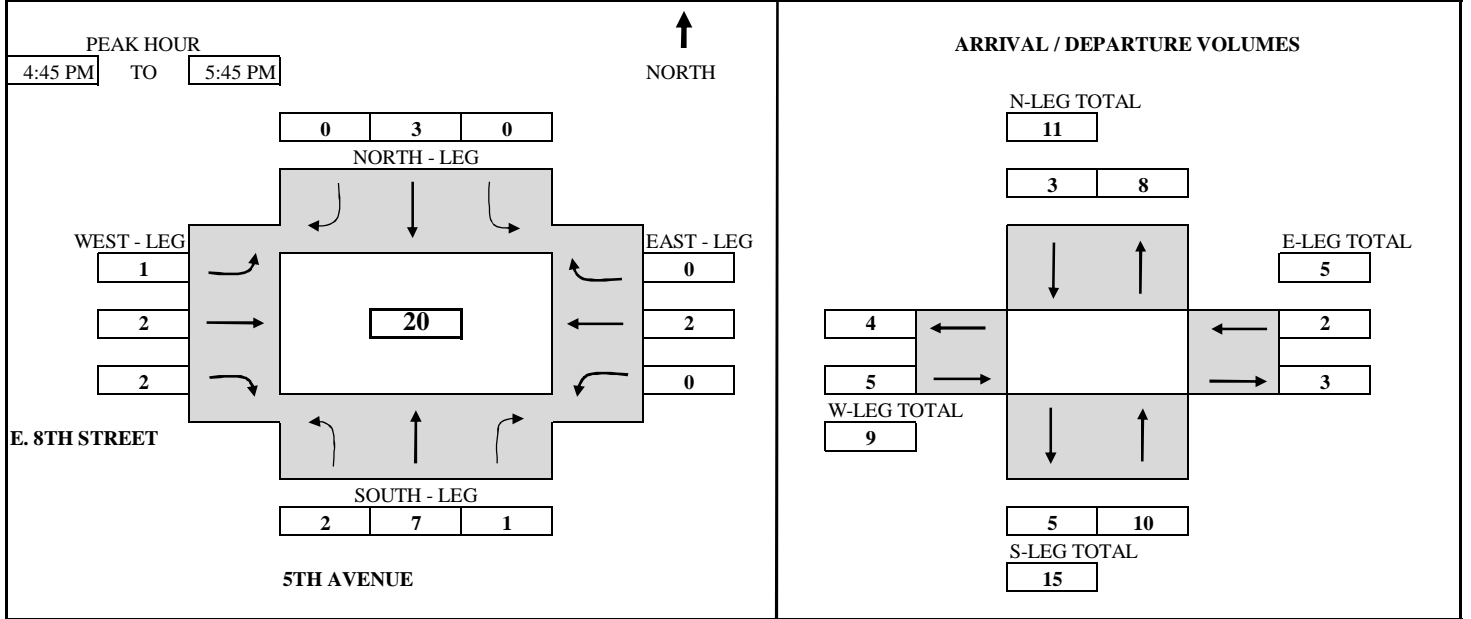 PEAK HOUR
4:45 PM TO 5:45 PM
NORTH
0 3 0
NORTH - LEG
WEST - LEG EAST - LEG
1 0
2 20 2
2 0
E. 8TH STREET
SOUTH - LEG
2 7 1
5TH AVENUE
ARRIVAL / DEPARTURE VOLUMES
N-LEG TOTAL
11
3 8
E-LEG TOTAL
5
4 2
5 3
W-LEG TOTAL
9
5 10
S-LEG TOTAL
15